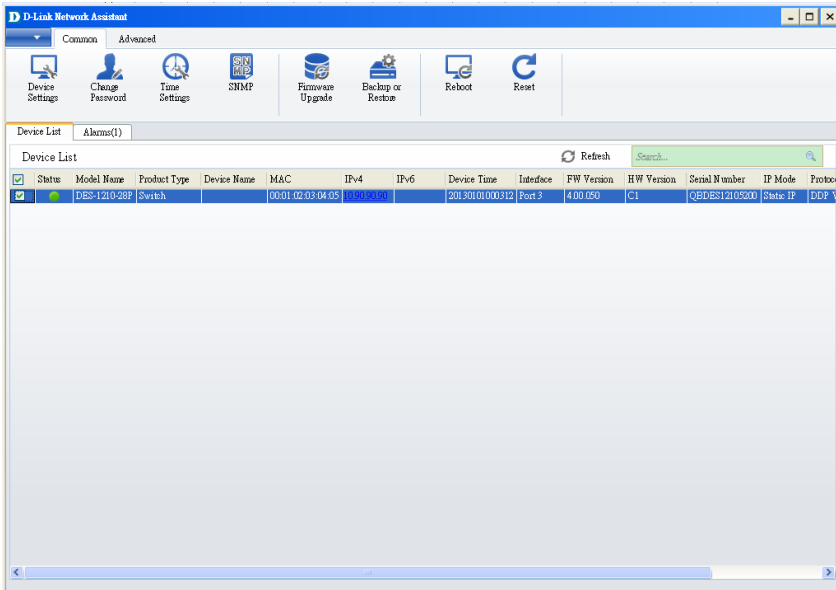 D D-Link Network Assistant
Common Advanced
Device Settings Change Password Time Settings SNMP Firmware Upgrade Backup or Restore Reboot Reset
Device List Alarms(1)
Device List Refresh Search...
Status Model Name Product Type Device Name MAC IPv4 IPv6 Device Time Interface FW Version HW Version Serial Number IP Mode Protoc
DES-1210-28P Switch 00:01:02:03:04:05 10.90.90.90 20130101000312 Port 3 4.00.050 C1 QBDES12105200 Static IP DDP V